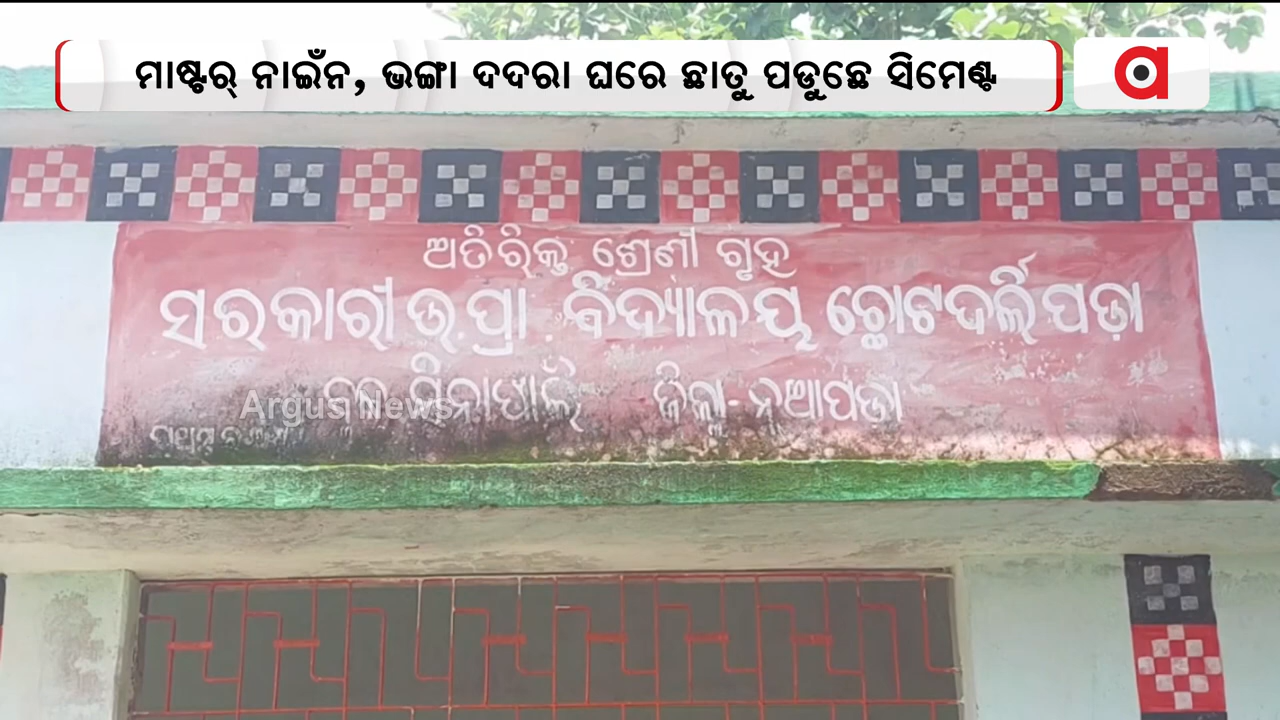 ମାଷ୍ଟର୍ ନାଇଁନ, ଭଙ୍ଗା ଦଦରା ଘରେ ଛାତୁ ପଡୁଛେ ସିମେଣ୍ଟ
a
ଅତିରିକ୍ତ ଶ୍ରେଣୀ ଗୃହ
ସରକାରୀ ଉ.ପ୍ରା. ବିଦ୍ୟାଳୟ ଛୋଟଦର୍ଲିପଡ଼ା
ଜିଲ୍ଲା- ନୂଆପଡା
Argus News